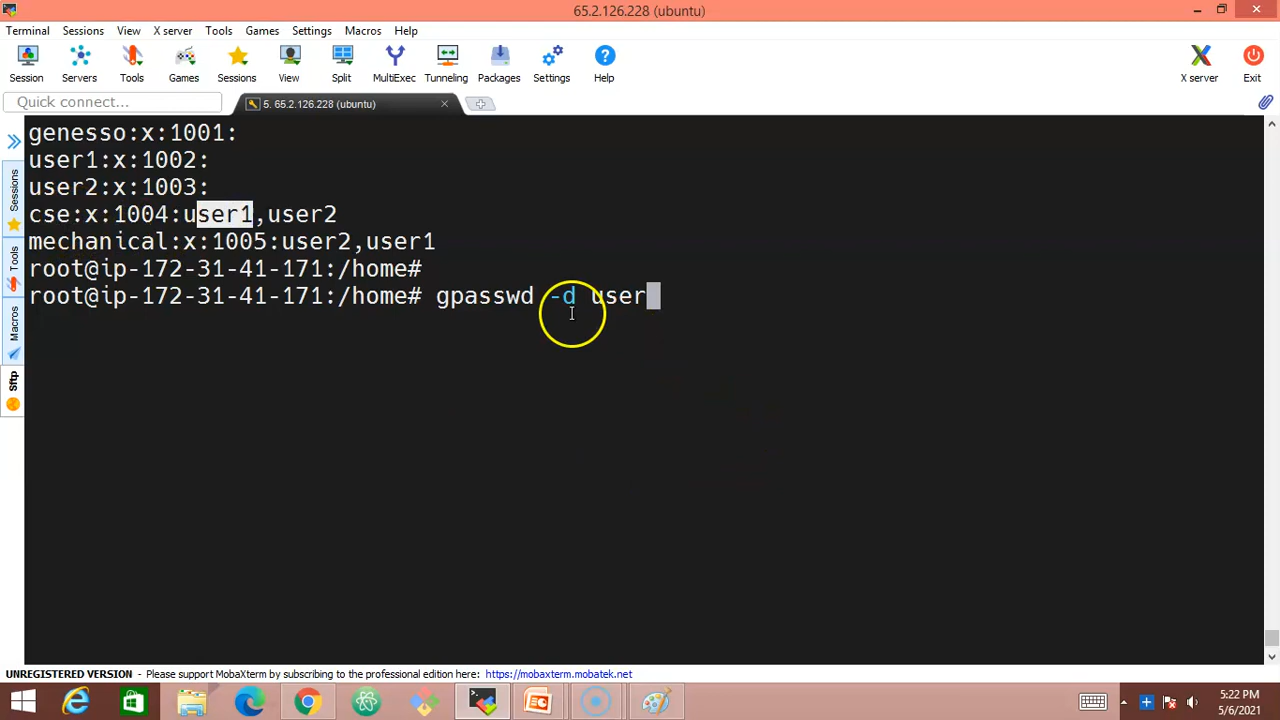 65.2.126.228 (ubuntu)
Terminal Sessions View X server Tools Games Settings Macros Help
Session Servers Tools Games Sessions View Split MultiExec Tunneling Packages Settings Help X server Exit
Quick connect...
5. 65.2.126.228 (ubuntu)
Sessions
Tools
Macros
Sftp
genesso:x:1001:
user1:x:1002:
user2:x:1003:
cse:x:1004:user1,user2
mechanical:x:1005:user2,user1
root@ip-172-31-41-171:/home#
root@ip-172-31-41-171:/home# gpasswd -d user
UNREGISTERED VERSION - Please support MobaXterm by subscribing to the professional edition here: https://mobaxterm.mobatek.net
5:22 PM
5/6/2021